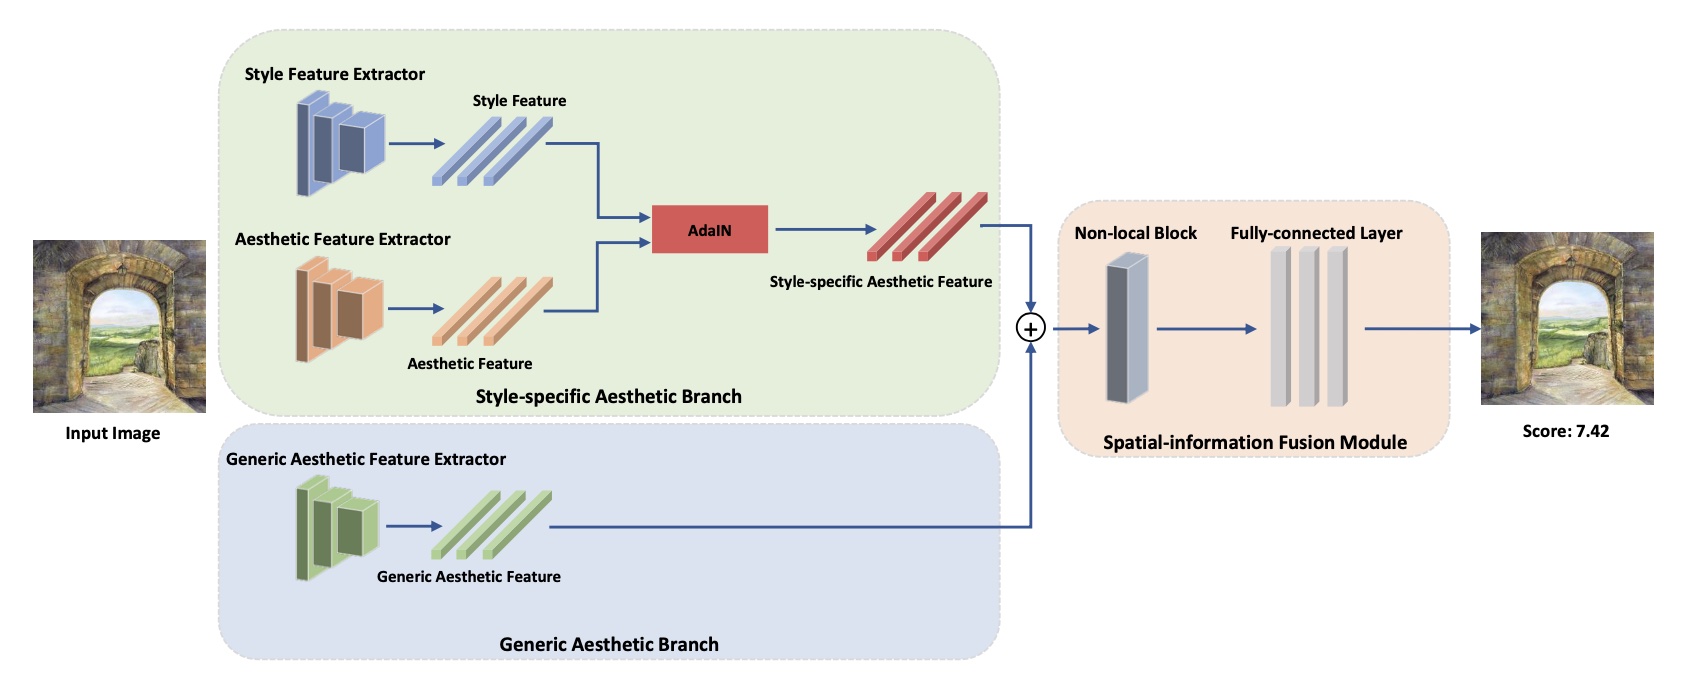 Style Feature Extractor
Style Feature
Aesthetic Feature Extractor
Aesthetic Feature
AdaIN
Style-specific Aesthetic Feature
Style-specific Aesthetic Branch
Input Image
Generic Aesthetic Feature Extractor
Generic Aesthetic Feature
Generic Aesthetic Branch
+
Non-local Block
Fully-connected Layer
Spatial-information Fusion Module
Score: 7.42